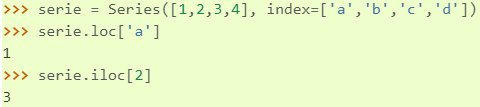 >>> serie = Series([1,2,3,4], index=['a','b','c','d'])
>>> serie.loc['a']
1
>>> serie.iloc[2]
3